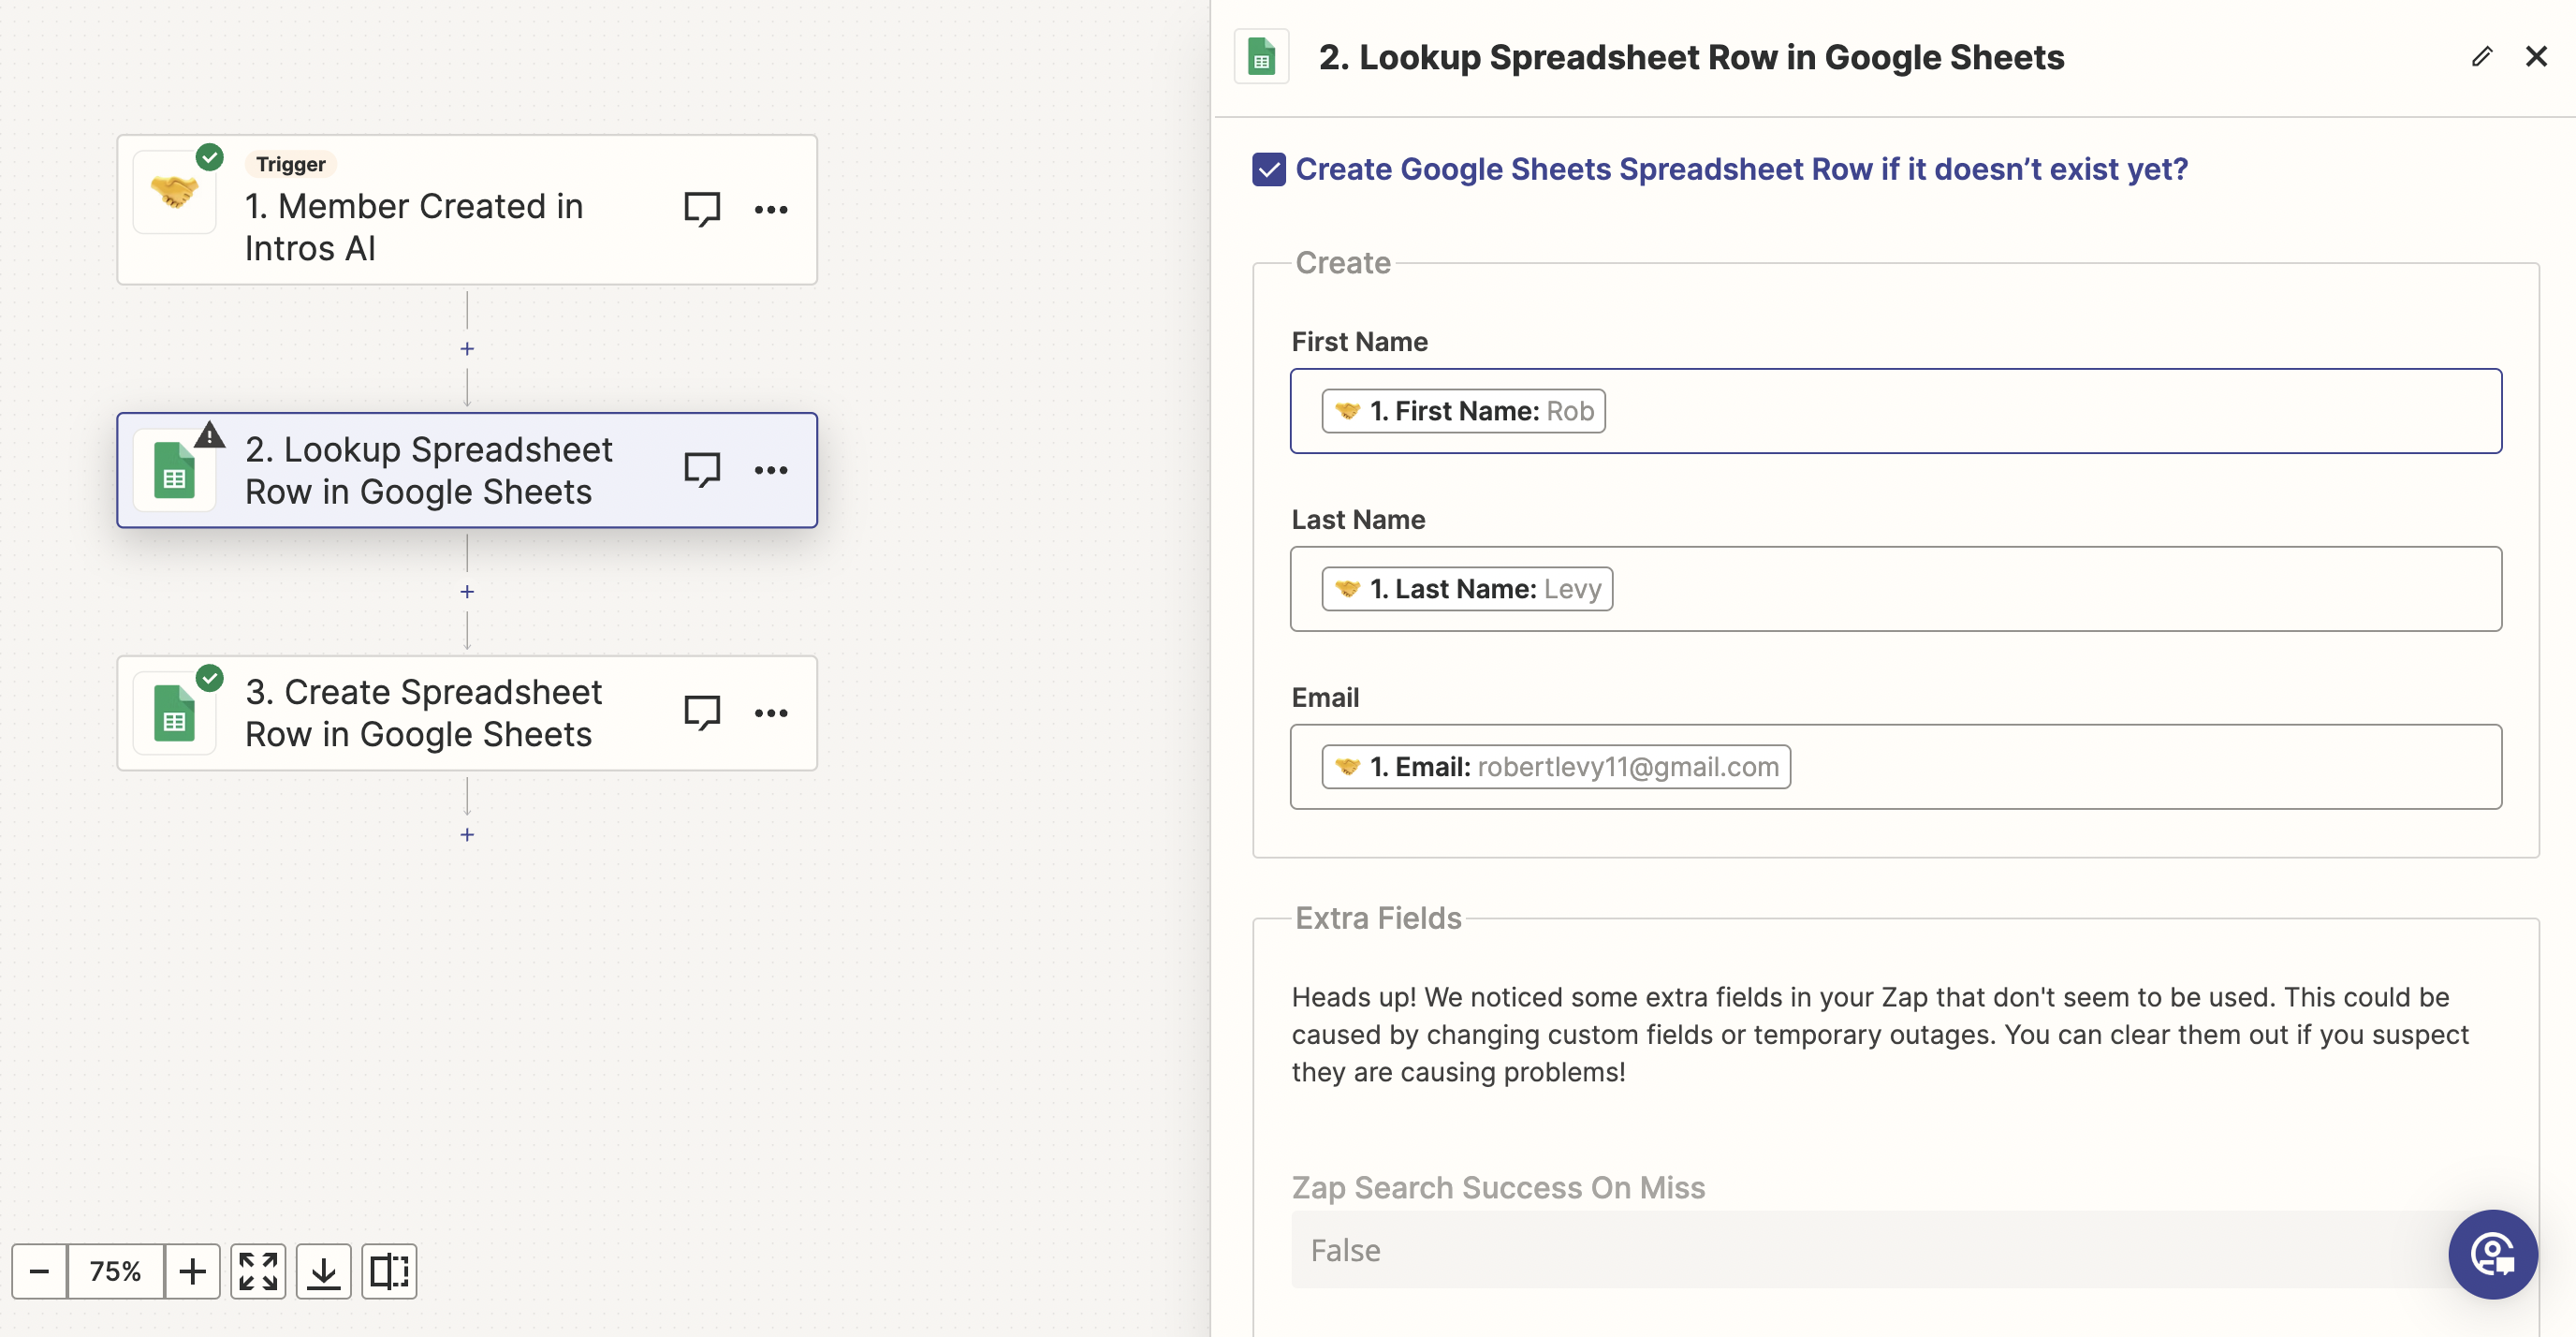 Trigger
1. Member Created in
Intros AI
+
2. Lookup Spreadsheet
Row in Google Sheets
+
3. Create Spreadsheet
Row in Google Sheets
+
75%
2. Lookup Spreadsheet Row in Google Sheets
Create Google Sheets Spreadsheet Row if it doesn’t exist yet?
Create
First Name
1. First Name: Rob
Last Name
1. Last Name: Levy
Email
1. Email: robertlevy11@gmail.com
Extra Fields
Heads up! We noticed some extra fields in your Zap that don't seem to be used. This could be
caused by changing custom fields or temporary outages. You can clear them out if you suspect
they are causing problems!
Zap Search Success On Miss
False